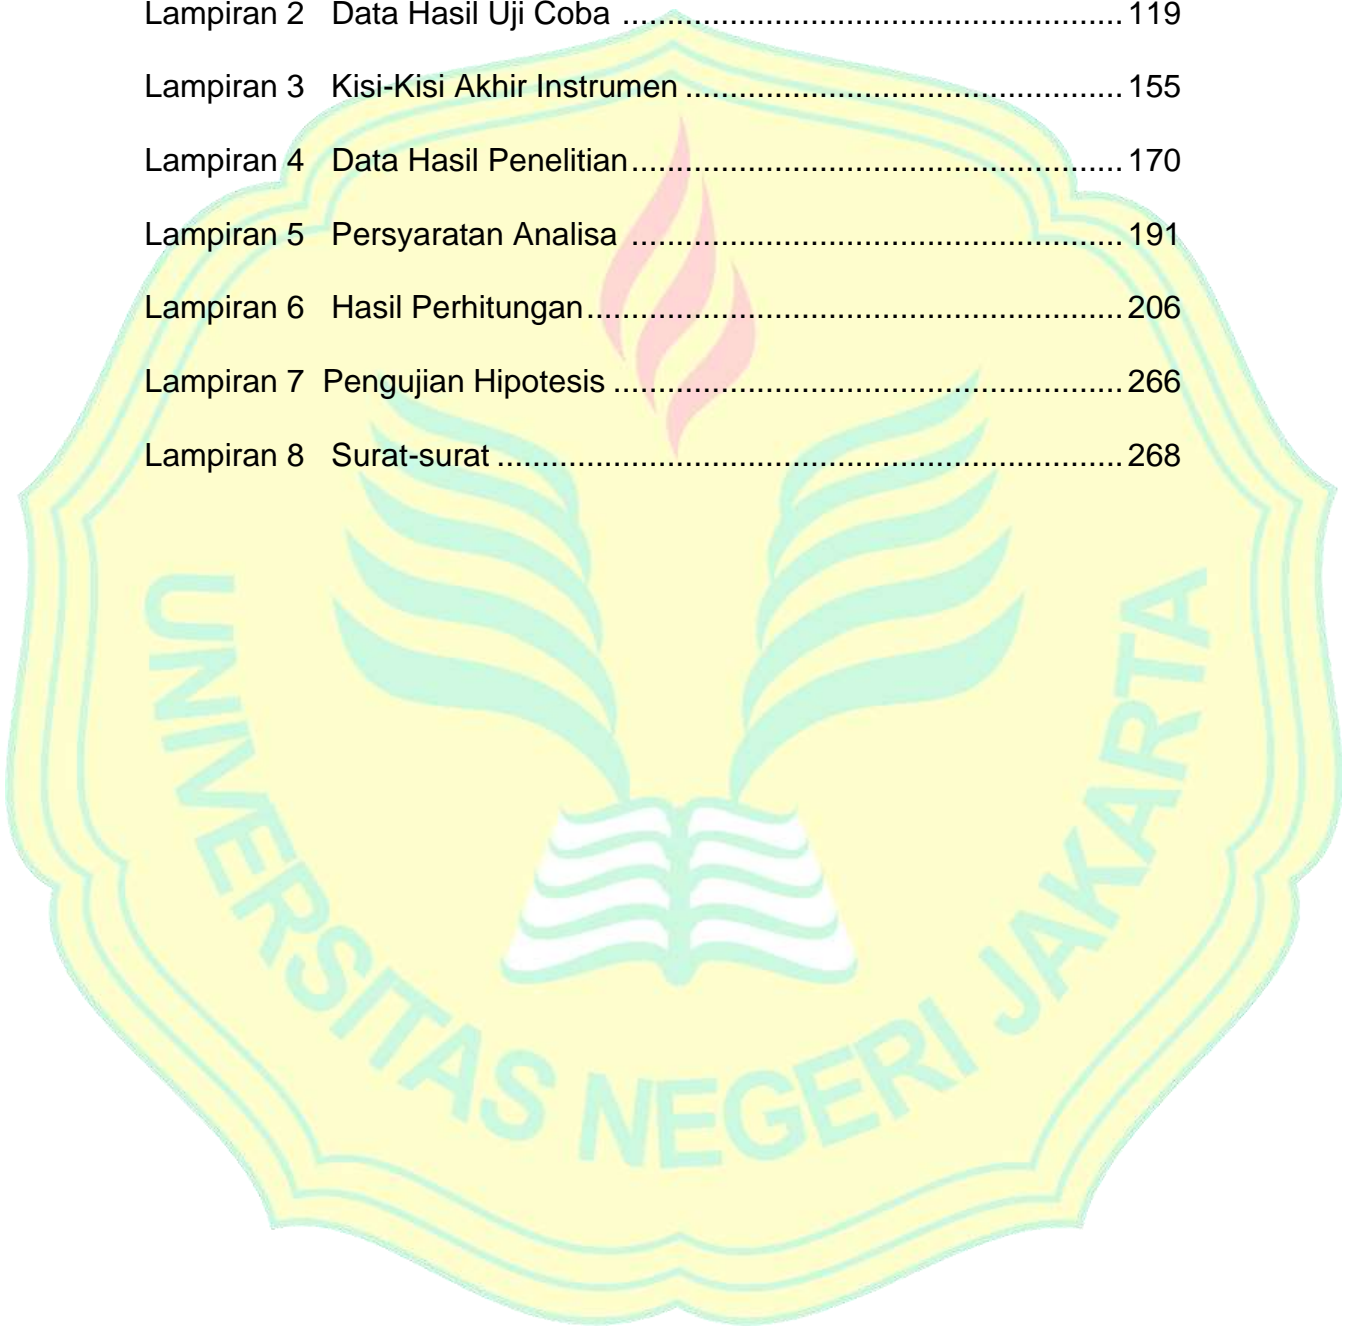 Lampiran 2   Data Hasil Uji Coba ........................................................ 119
Lampiran 3   Kisi-Kisi Akhir Instrumen ................................................. 155
Lampiran 4   Data Hasil Penelitian....................................................... 170
Lampiran 5   Persyaratan Analisa ....................................................... 191
Lampiran 6   Hasil Perhitungan............................................................ 206
Lampiran 7  Pengujian Hipotesis ......................................................... 266
Lampiran 8   Surat-surat ...................................................................... 268
UNIVERSITAS NEGERI JAKARTA